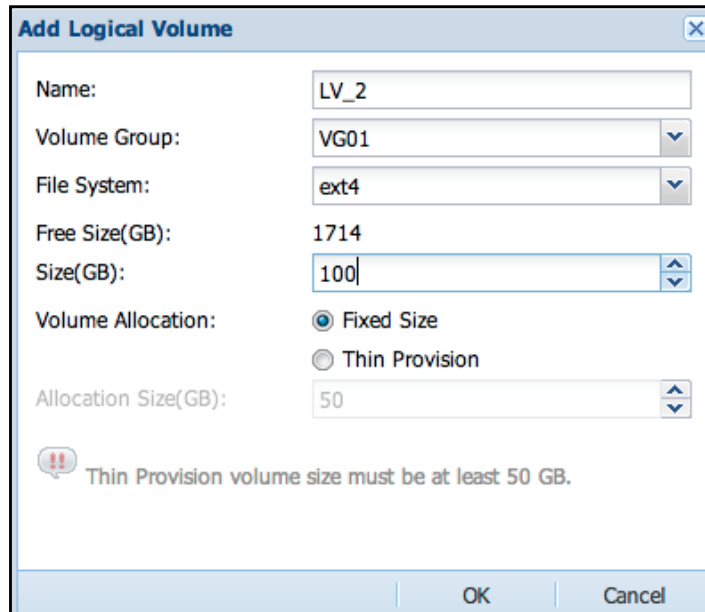 Add Logical Volume
Name: LV_2
Volume Group: VG01
File System: ext4
Free Size(GB): 1714
Size(GB): 100
Volume Allocation: Fixed Size
Thin Provision
Allocation Size(GB): 50
!! Thin Provision volume size must be at least 50 GB.
OK Cancel